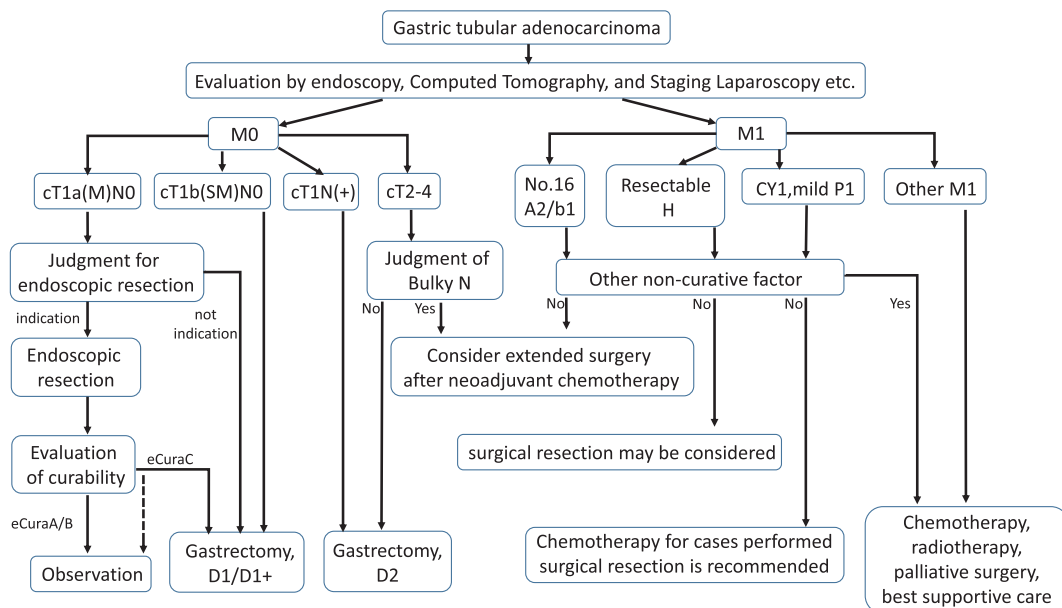 Gastric tubular adenocarcinoma
Evaluation by endoscopy, Computed Tomography, and Staging Laparoscopy etc.
M0
M1
cT1a(M)N0
cT1b(SM)N0
cT1N(+)
cT2-4
No.16
A2/b1
Resectable
H
CY1,mild P1
Other M1
Judgment for
endoscopic resection
Judgment of
Bulky N
Other non-curative factor
indication
not
indication
No
Yes
No
No
No
Yes
Endoscopic
resection
Consider extended surgery
after neoadjuvant chemotherapy
Evaluation
of curability
eCuraC
surgical resection may be considered
eCuraA/B
Observation
Gastrectomy,
D1/D1+
Gastrectomy,
D2
Chemotherapy for cases performed
surgical resection is recommended
Chemotherapy,
radiotherapy,
palliative surgery,
best supportive care